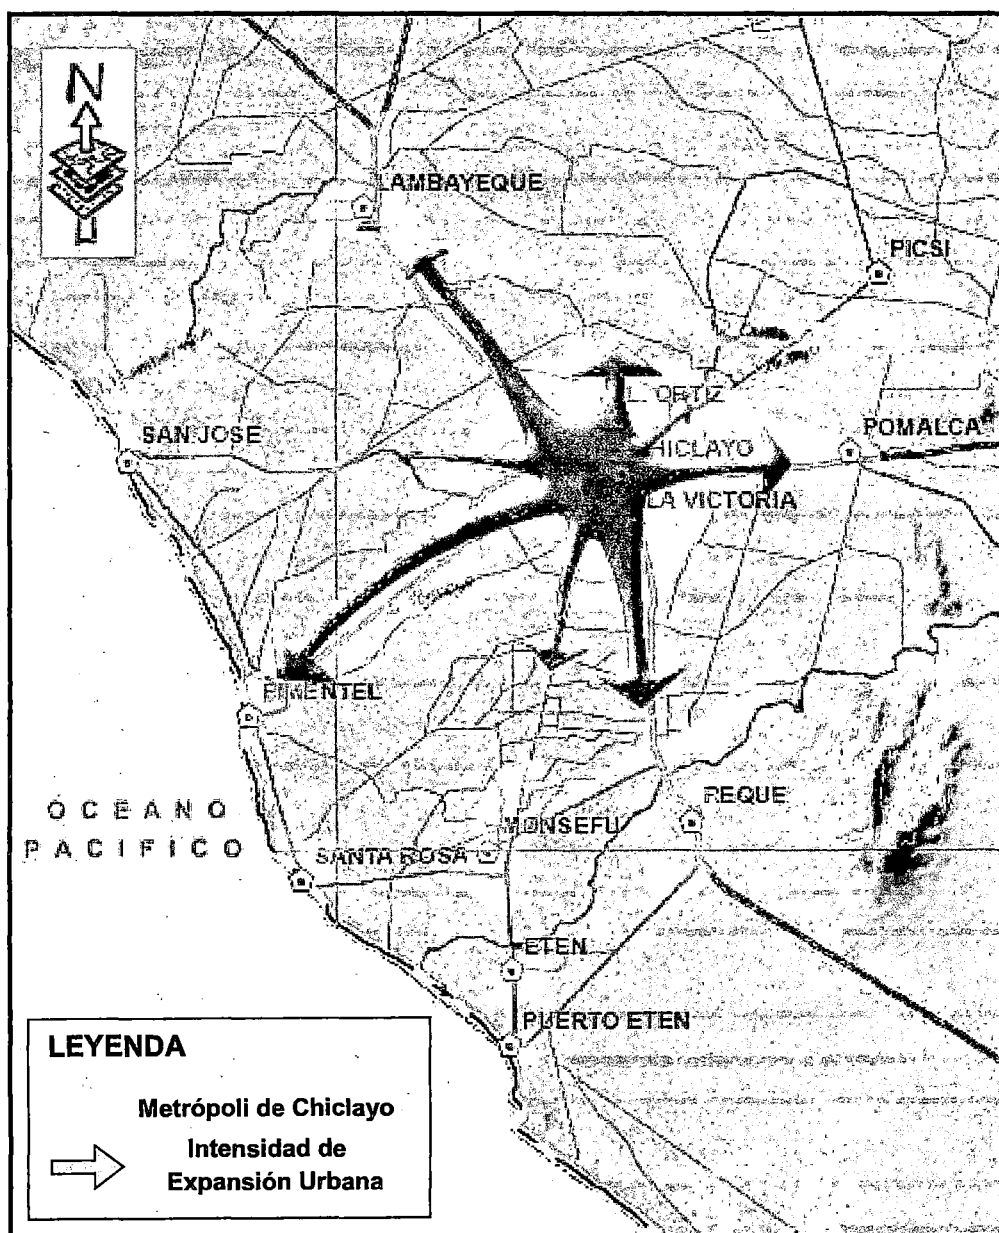 N
LAMBAYEQUE
PICSI
ORTIZ
SAN JOSE
POMALCA
CHICLAYO
LA VICTORIA
PIMENTEL
OCEANO
PACIFICO
REQUE
MONSEFU
SANTA ROSA
ETEN
PUERTO ETEN
LEYENDA
Metrópoli de Chiclayo
Intensidad de
Expansión Urbana